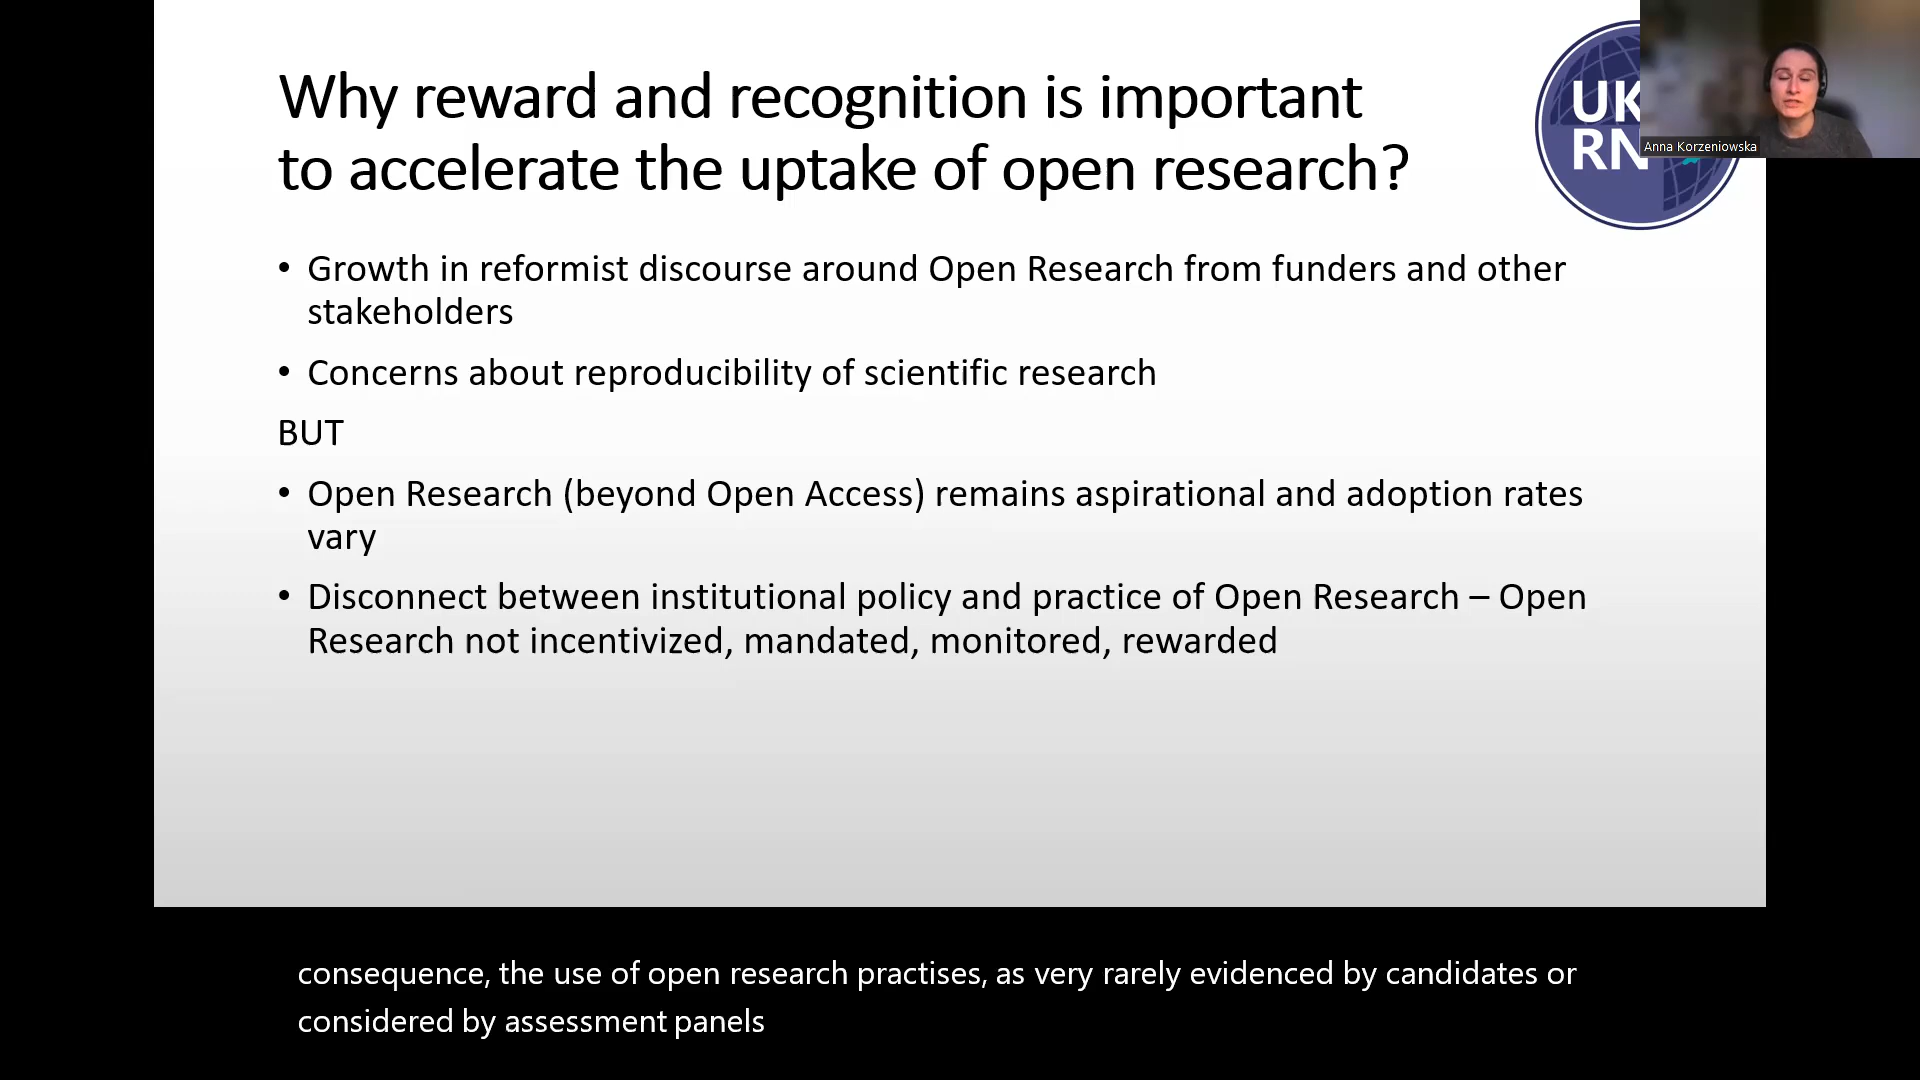 Why reward and recognition is important
to accelerate the uptake of open research?
UK
RN
Anna Korzeniowska
• Growth in reformist discourse around Open Research from funders and other
stakeholders
• Concerns about reproducibility of scientific research
BUT
• Open Research (beyond Open Access) remains aspirational and adoption rates
vary
• Disconnect between institutional policy and practice of Open Research – Open
Research not incentivized, mandated, monitored, rewarded
consequence, the use of open research practises, as very rarely evidenced by candidates or
considered by assessment panels